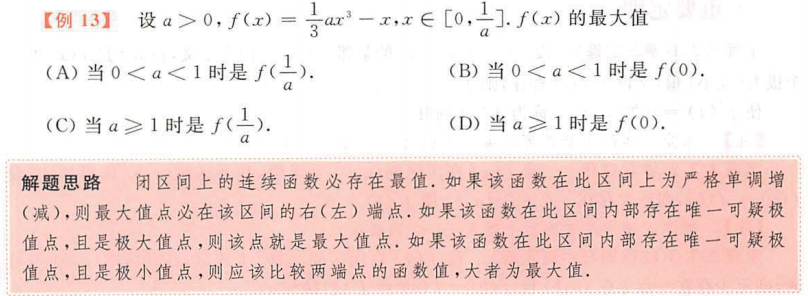 【例 13】 设 a > 0, f(x) = \frac{1}{3}ax³ − x, x ∈ [0, \frac{1}{a}]. f(x) 的最大值
(A) 当 0 < a < 1 时是 f(\frac{1}{a}). (B) 当 0 < a < 1 时是 f(0).
(C) 当 a ⩾ 1 时是 f(\frac{1}{a}). (D) 当 a ⩾ 1 时是 f(0).
解题思路 闭区间上的连续函数必存在最值. 如果该函数在此区间上为严格单调增
(减), 则最大值点必在该区间的右(左) 端点. 如果该函数在此区间内部存在唯一可疑极
值点, 且是极大值点, 则该点就是最大值点. 如果该函数在此区间内部存在唯一可疑极
值点, 且是极小值点, 则应该比较两端点的函数值, 大者为最大值.